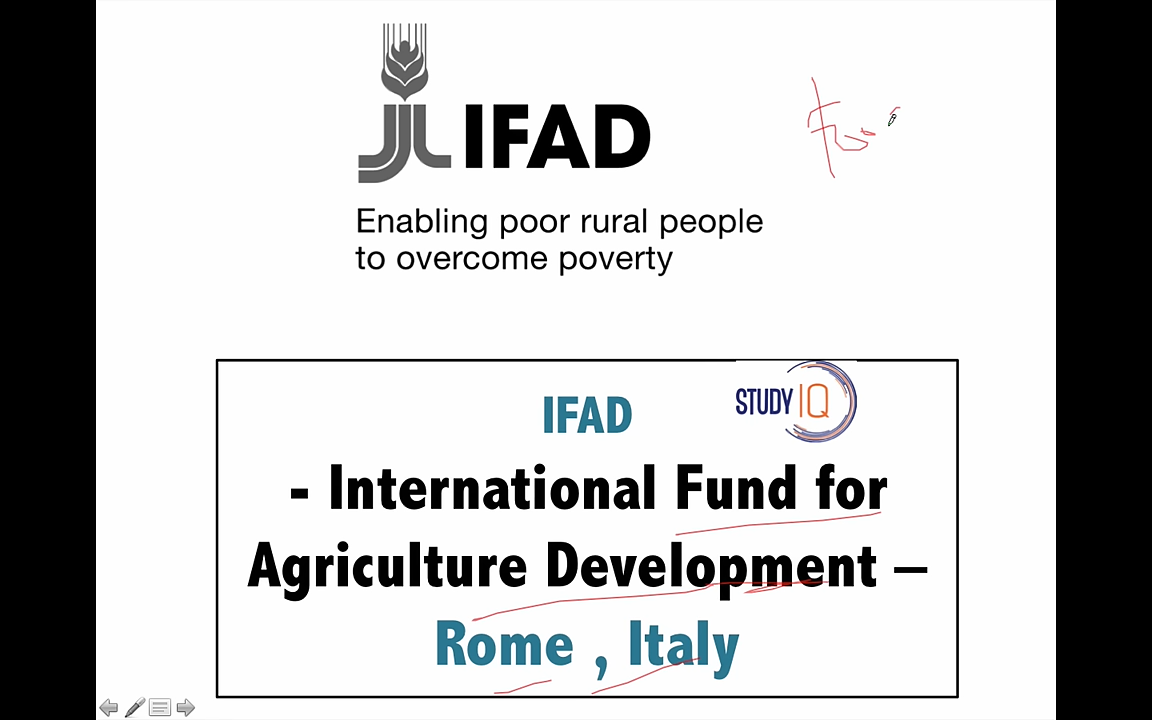 IFAD
Enabling poor rural people
to overcome poverty
STUDY IQ
IFAD
- International Fund for
Agriculture Development –
Rome , Italy